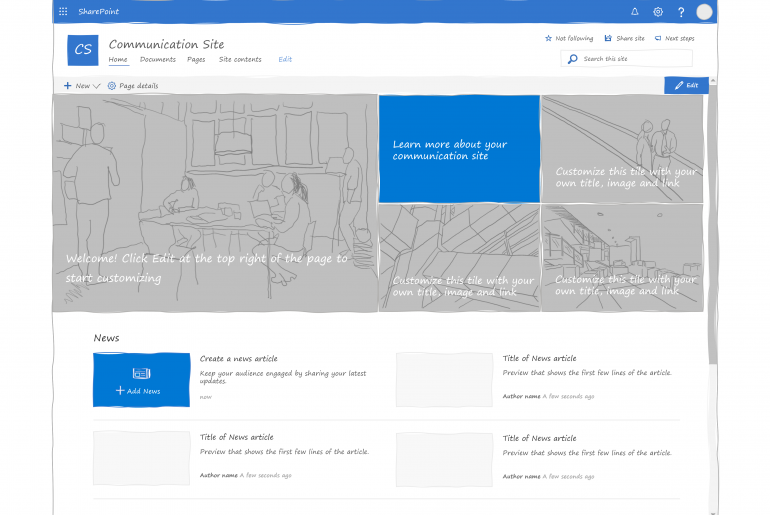 SharePoint
CS
Communication Site
Not following
Share site
Next steps
Home
Documents
Pages
Site contents
Edit
Search this site
New
Page details
Edit
Welcome! Click Edit at the top right of the page to
start customizing
Learn more about your
communication site
Customize this tile with your
own title, image and link
Customize this tile with your
own title, image and link
Customize this tile with your
own title, image and link
News
Add News
Create a news article
Keep your audience engaged by sharing your latest
updates.
now
Title of News article
Preview that shows the first few lines of the article.
Author name A few seconds ago
Title of News article
Preview that shows the first few lines of the article.
Author name A few seconds ago
Title of News article
Preview that shows the first few lines of the article.
Author name A few seconds ago